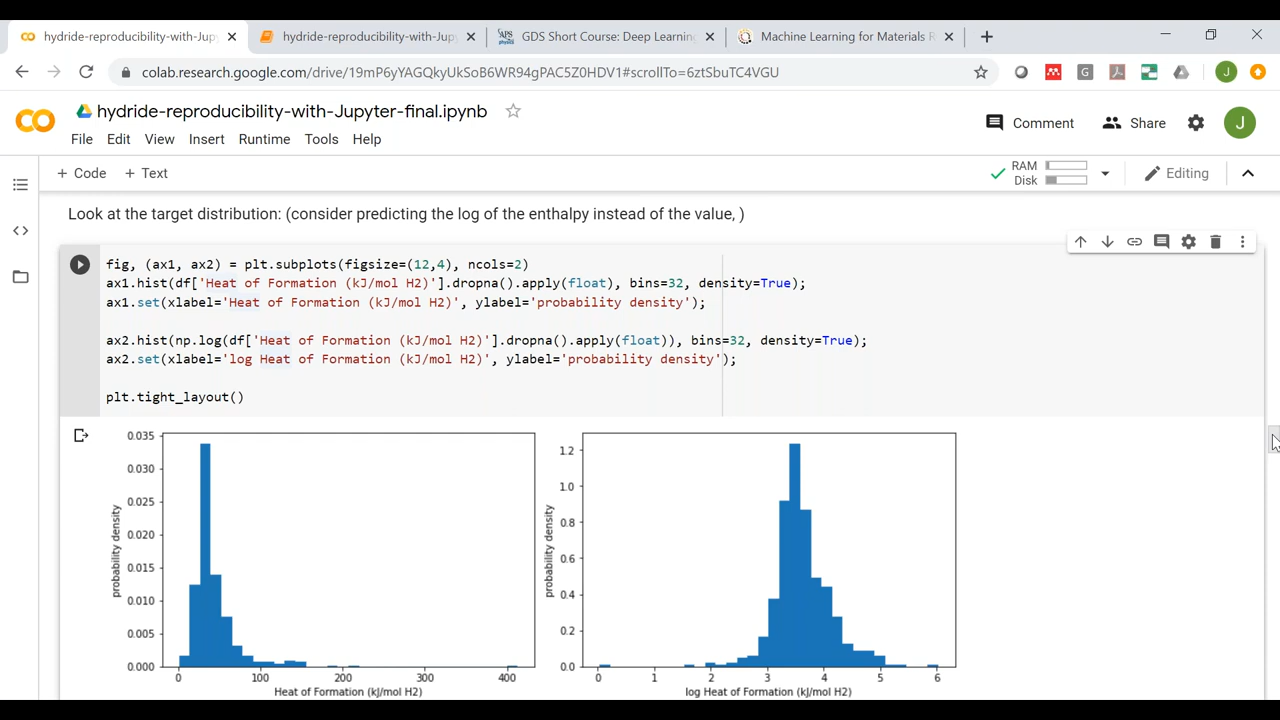 hydride-reproducibility-with-Jup
hydride-reproducibility-with-Jup
GDS Short Course: Deep Learning
Machine Learning for Materials R
colab.research.google.com/drive/19mP6yYAGQkyUkSoB6WR94gPAC5Z0HDV1#scrollTo=6ztSbuTC4VGU
J
hydride-reproducibility-with-Jupyter-final.ipynb
File Edit View Insert Runtime Tools Help
Comment
Share
J
+ Code + Text
RAM
Disk
Editing
Look at the target distribution: (consider predicting the log of the enthalpy instead of the value, )
fig, (ax1, ax2) = plt.subplots(figsize=(12,4), ncols=2)
ax1.hist(df['Heat of Formation (kJ/mol H2)'].dropna().apply(float), bins=32, density=True);
ax1.set(xlabel='Heat of Formation (kJ/mol H2)', ylabel='probability density');
ax2.hist(np.log(df['Heat of Formation (kJ/mol H2)'].dropna().apply(float)), bins=32, density=True);
ax2.set(xlabel='log Heat of Formation (kJ/mol H2)', ylabel='probability density');
plt.tight_layout()
probability density
0.035
0.030
0.025
0.020
0.015
0.010
0.005
0.000
0 100 200 300 400
Heat of Formation (kJ/mol H2)
probability density
1.2
1.0
0.8
0.6
0.4
0.2
0.0
0 1 2 3 4 5 6
log Heat of Formation (kJ/mol H2)